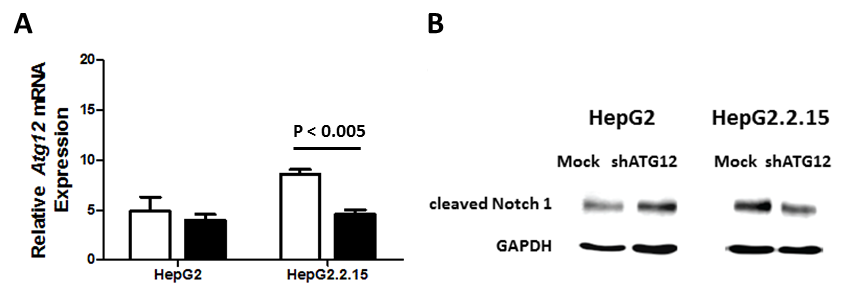 A
Relative Atg12 mRNA
Expression
20
15
10
5
0
P < 0.005
HepG2
HepG2.2.15
B
HepG2
HepG2.2.15
Mock shATG12
Mock shATG12
cleaved Notch 1
GAPDH